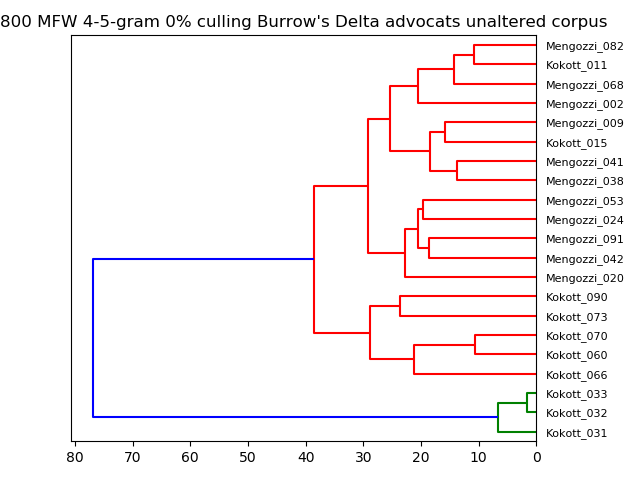 800 MFW 4-5-gram 0% culling Burrow's Delta advocats unaltered corpus
Mengozzi_082
Kokott_011
Mengozzi_068
Mengozzi_002
Mengozzi_009
Kokott_015
Mengozzi_041
Mengozzi_038
Mengozzi_053
Mengozzi_024
Mengozzi_091
Mengozzi_042
Mengozzi_020
Kokott_090
Kokott_073
Kokott_070
Kokott_060
Kokott_066
Kokott_033
Kokott_032
Kokott_031
80 70 60 50 40 30 20 10 0